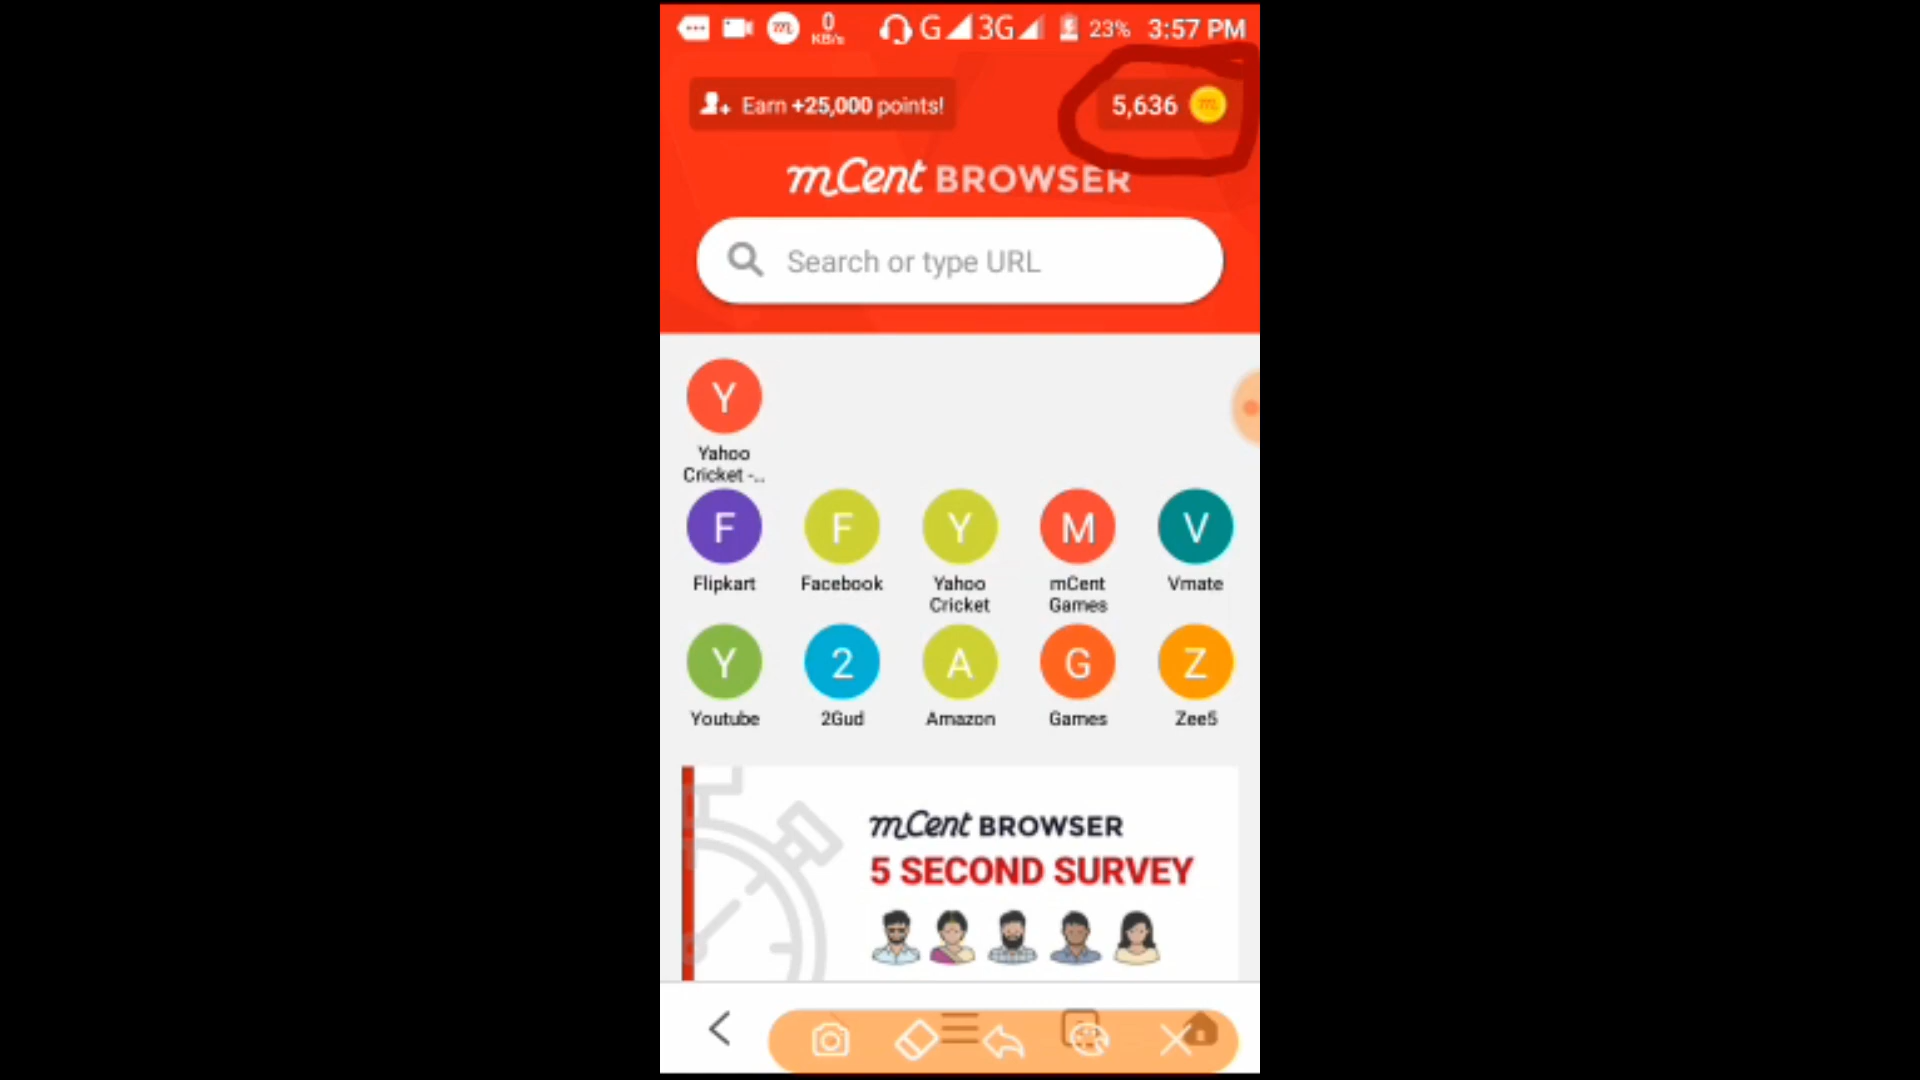 0 KB/s G 3G 23% 3:57 PM
Earn +25,000 points!
5,636 m
mCent BROWSER
Search or type URL
Y
Yahoo
Cricket -..
F F Y M V
Flipkart Facebook Yahoo Cricket mCent Games Vmate
Y 2 A G Z
Youtube 2Gud Amazon Games Zee5
mCent BROWSER
5 SECOND SURVEY